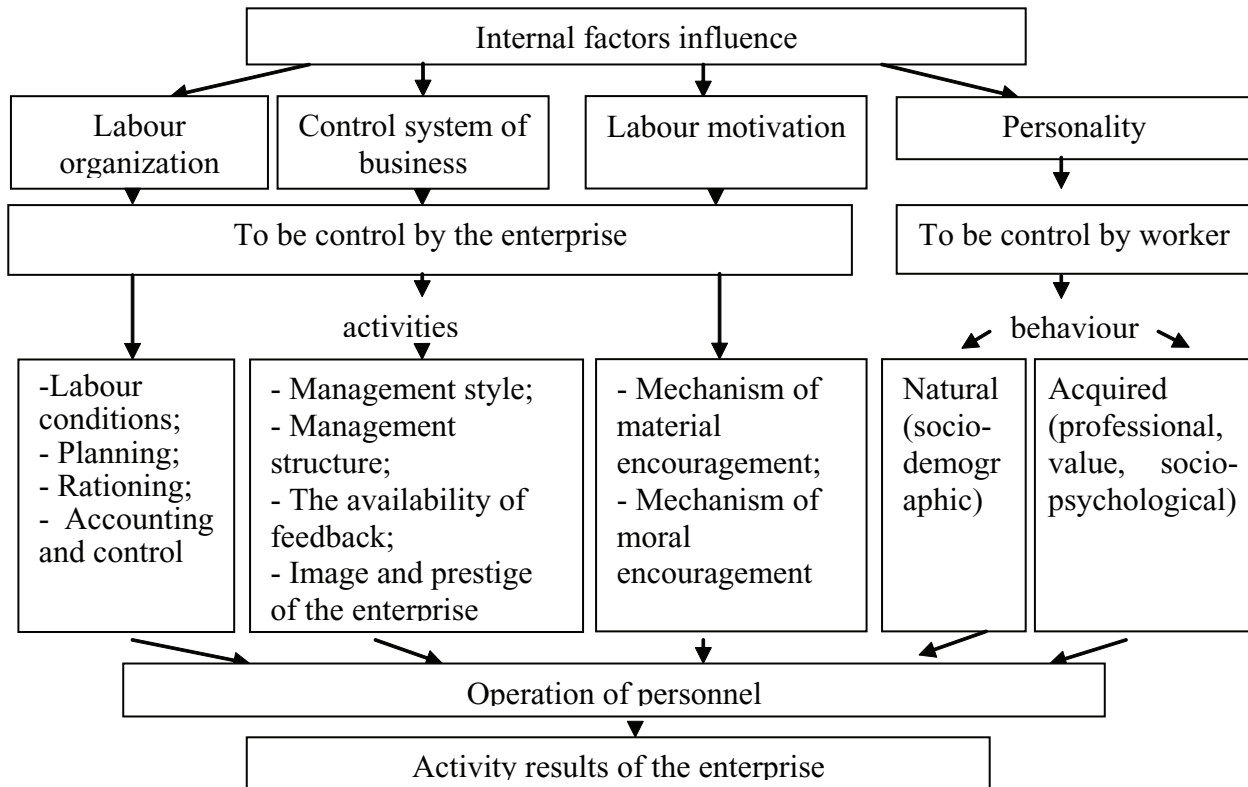 Internal factors influence
Labour
organization
Control system of
business
Labour motivation
Personality
To be control by the enterprise
To be control by worker
activities
behaviour
-Labour
conditions;
- Planning;
- Rationing;
- Accounting
and control
- Management style;
- Management
structure;
- The availability of
feedback;
- Image and prestige
of the enterprise
- Mechanism of
material
encouragement;
- Mechanism of
moral
encouragement
Natural
(socio-
demogr
aphic)
Acquired
(professional,
value, socio-
psychological)
Operation of personnel
Activity results of the enterprise